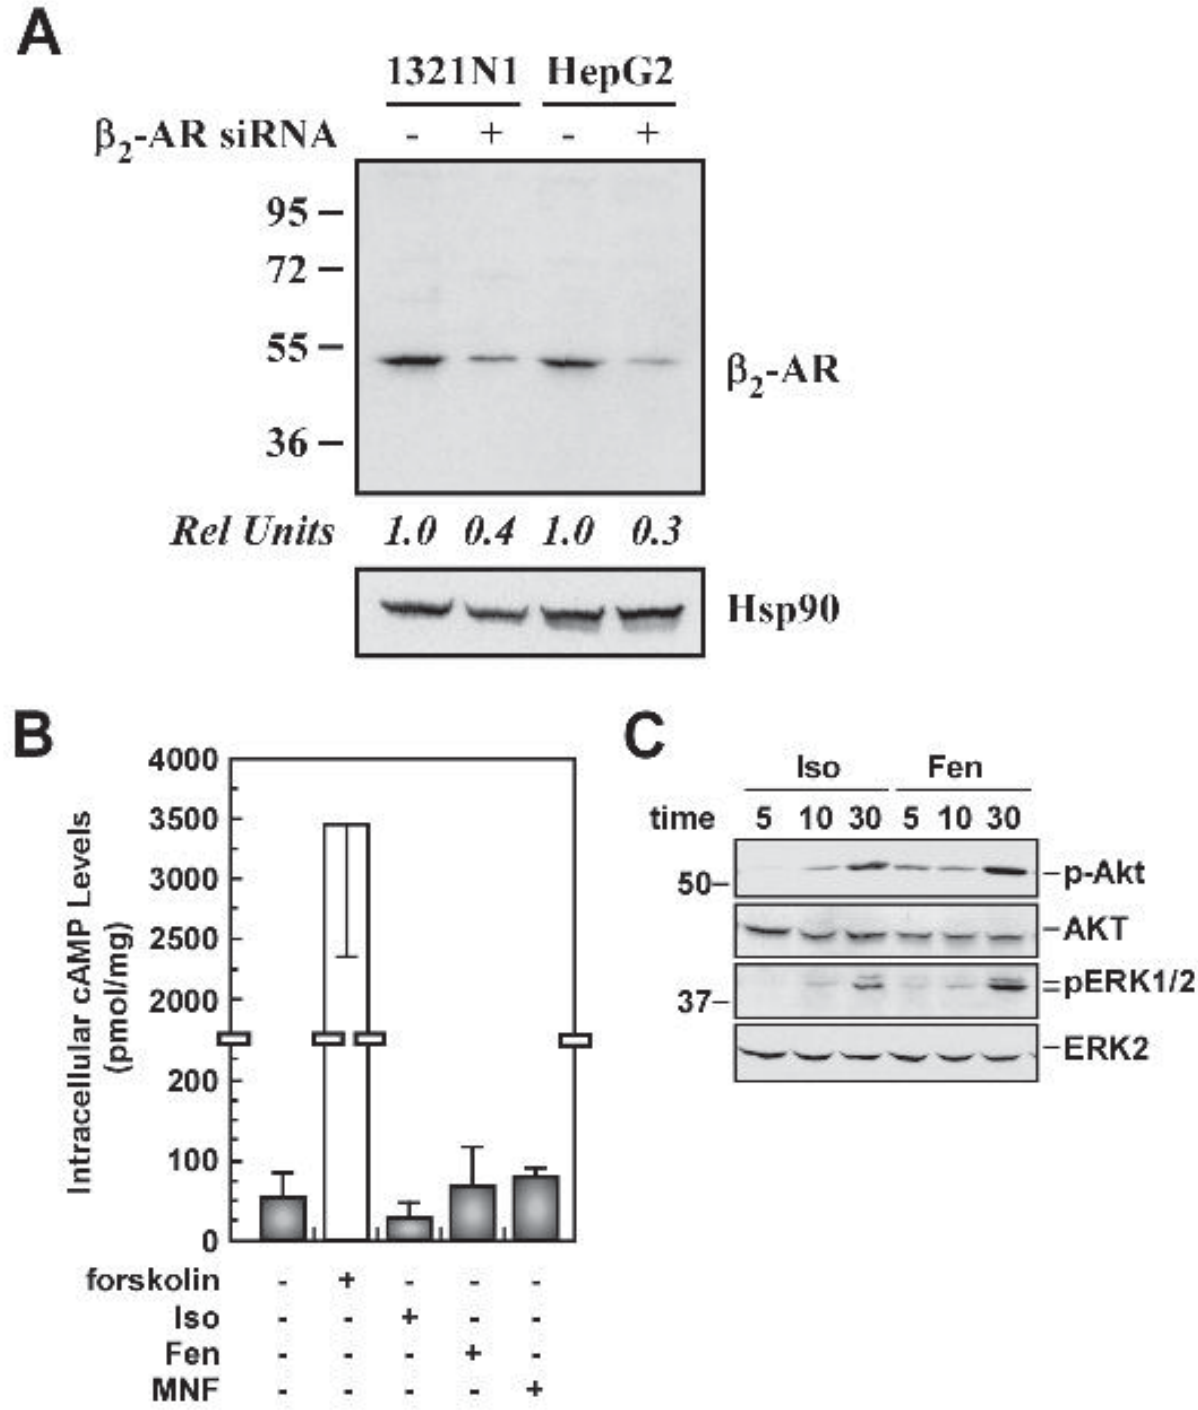 A
1321N1 HepG2
β2-AR siRNA - + - +
95
72
55
β2-AR
36
Rel Units 1.0 0.4 1.0 0.3
Hsp90
B
Intracellular cAMP Levels
(pmol/mg)
4000
3500
3000
2500
2000
200
100
0
forskolin - + - - -
Iso - - + - -
Fen - - - + -
MNF - - - - +
C
Iso Fen
time 5 10 30 5 10 30
50 p-Akt
AKT
37 pERK1/2
ERK2